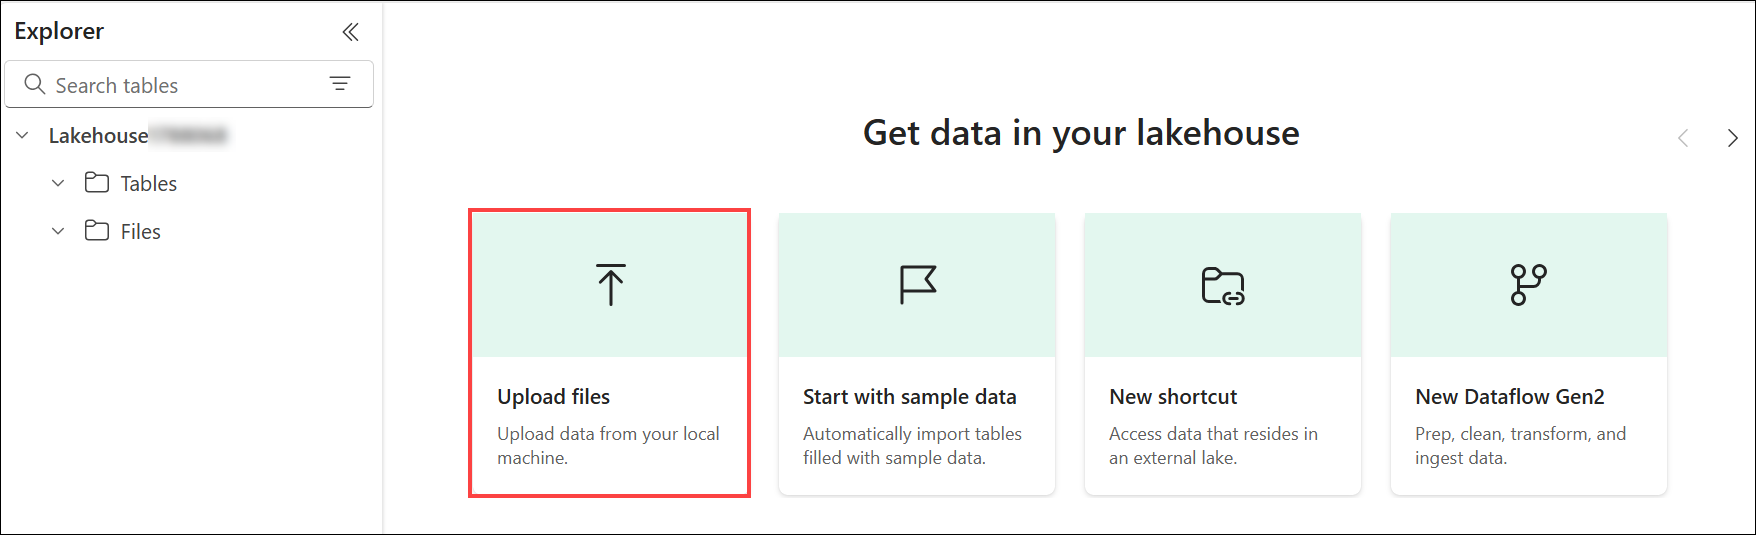 Explorer
Search tables
Lakehouse
Tables
Files
Get data in your lakehouse
Upload files
Upload data from your local
machine.
Start with sample data
Automatically import tables
filled with sample data.
New shortcut
Access data that resides in
an external lake.
New Dataflow Gen2
Prep, clean, transform, and
ingest data.